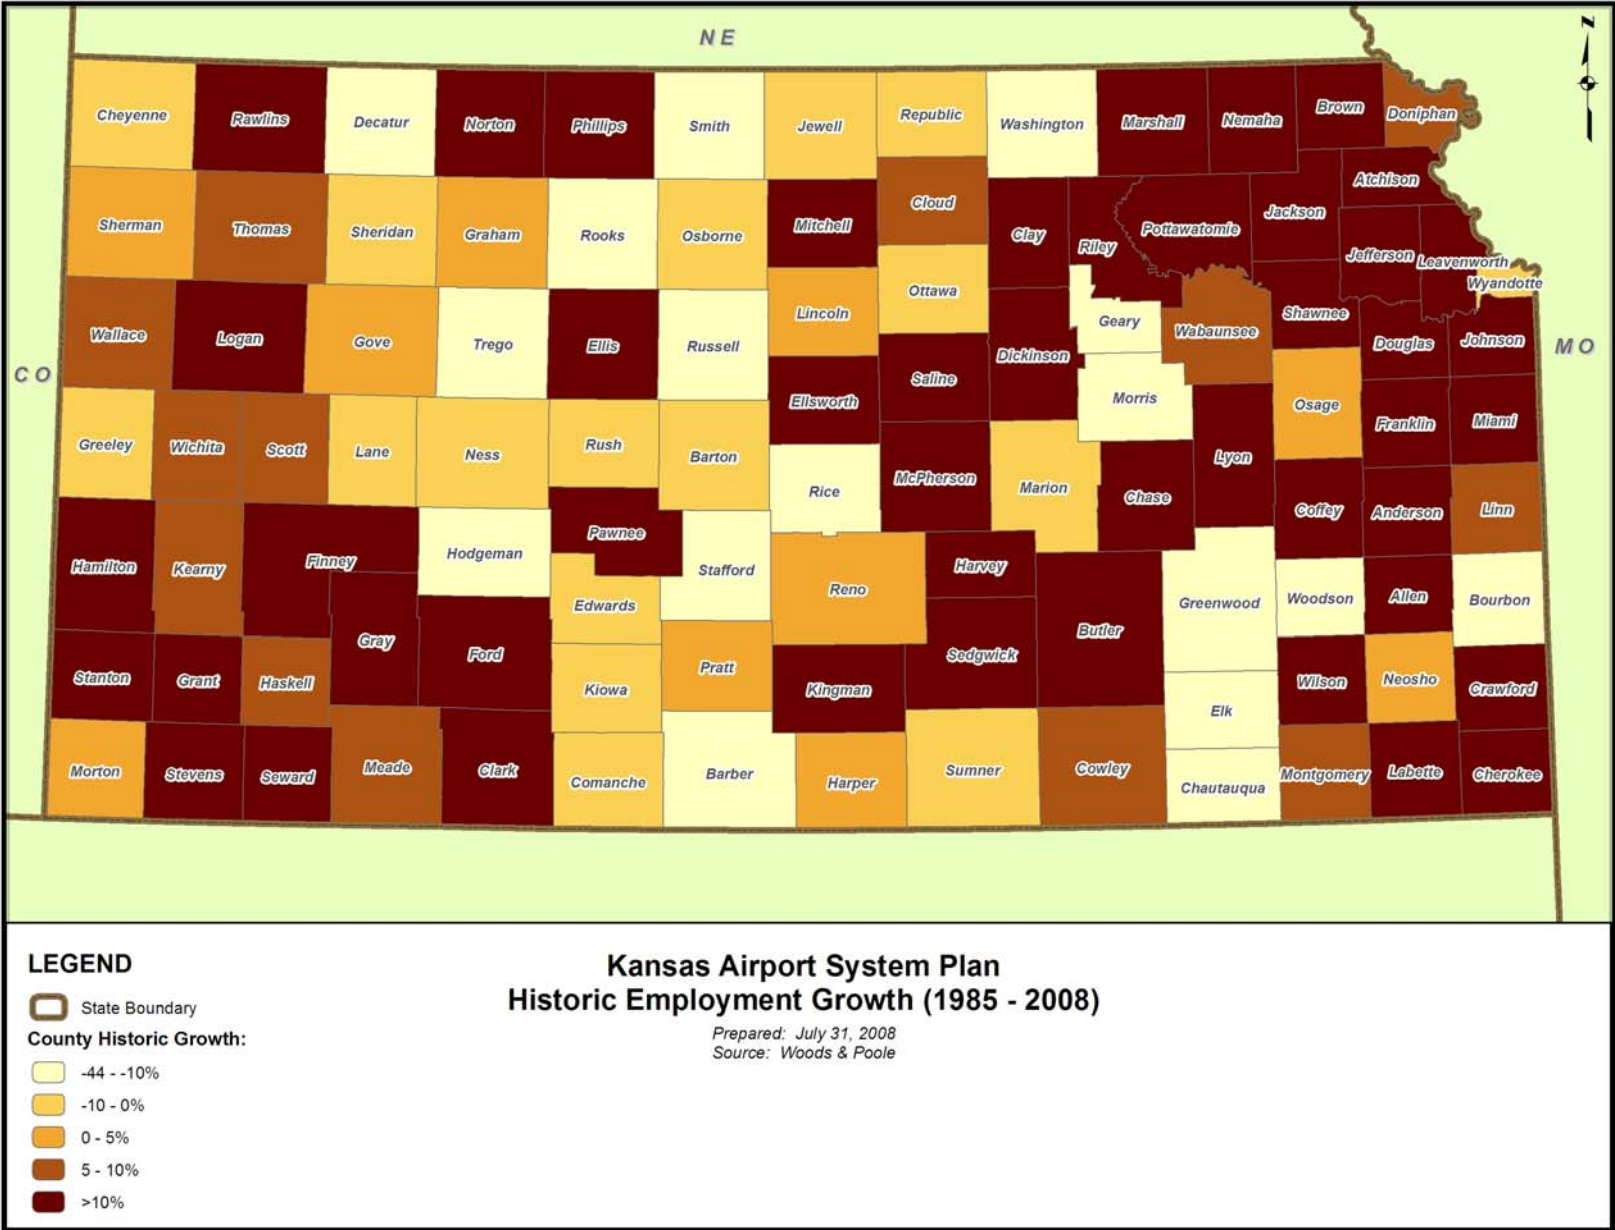 NE
N
Cheyenne
Rawlins
Decatur
Norton
Phillips
Smith
Jewell
Republic
Washington
Marshall
Nemaha
Brown
Doniphan
Sherman
Thomas
Sheridan
Graham
Rooks
Osborne
Mitchell
Cloud
Clay
Riley
Pottawatomie
Jackson
Atchison
Jefferson
Leavenworth
Wyandotte
Wallace
Logan
Gove
Trego
Ellis
Russell
Lincoln
Ottawa
Dickinson
Geary
Wabaunsee
Shawnee
Douglas
Johnson
MO
CO
Saline
Ellsworth
Morris
Osage
Franklin
Miami
Greeley
Wichita
Scott
Lane
Ness
Rush
Barton
Rice
McPherson
Marion
Chase
Lyon
Coffey
Anderson
Linn
Hamilton
Kearny
Finney
Hodgeman
Pawnee
Stafford
Edwards
Reno
Harvey
Butler
Greenwood
Woodson
Allen
Bourbon
Stanton
Grant
Haskell
Gray
Ford
Kiowa
Pratt
Kingman
Sedgwick
Elk
Wilson
Neosho
Crawford
Morton
Stevens
Seward
Meade
Clark
Comanche
Barber
Harper
Sumner
Cowley
Chautauqua
Montgomery
Labette
Cherokee
LEGEND
State Boundary
County Historic Growth:
-44 - -10%
-10 - 0%
0 - 5%
5 - 10%
>10%
Kansas Airport System Plan
Historic Employment Growth (1985 - 2008)
Prepared: July 31, 2008
Source: Woods & Poole